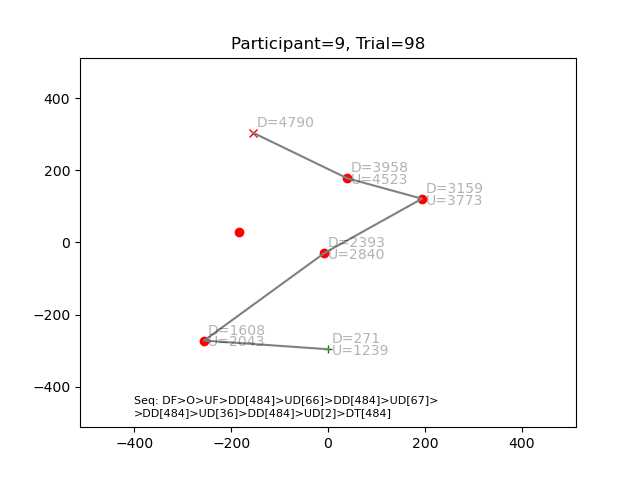 Participant=9, Trial=98
400
200
0
−200
−400
D=4790
D=3958
U=4523
D=3159
U=3773
D=2393
U=2840
D=1608
U=2043
D=271
U=1239
Seq: DF>O>UF>DD[484]>UD[66]>DD[484]>UD[67]>
>DD[484]>UD[36]>DD[484]>UD[2]>DT[484]
−400 −200 0 200 400